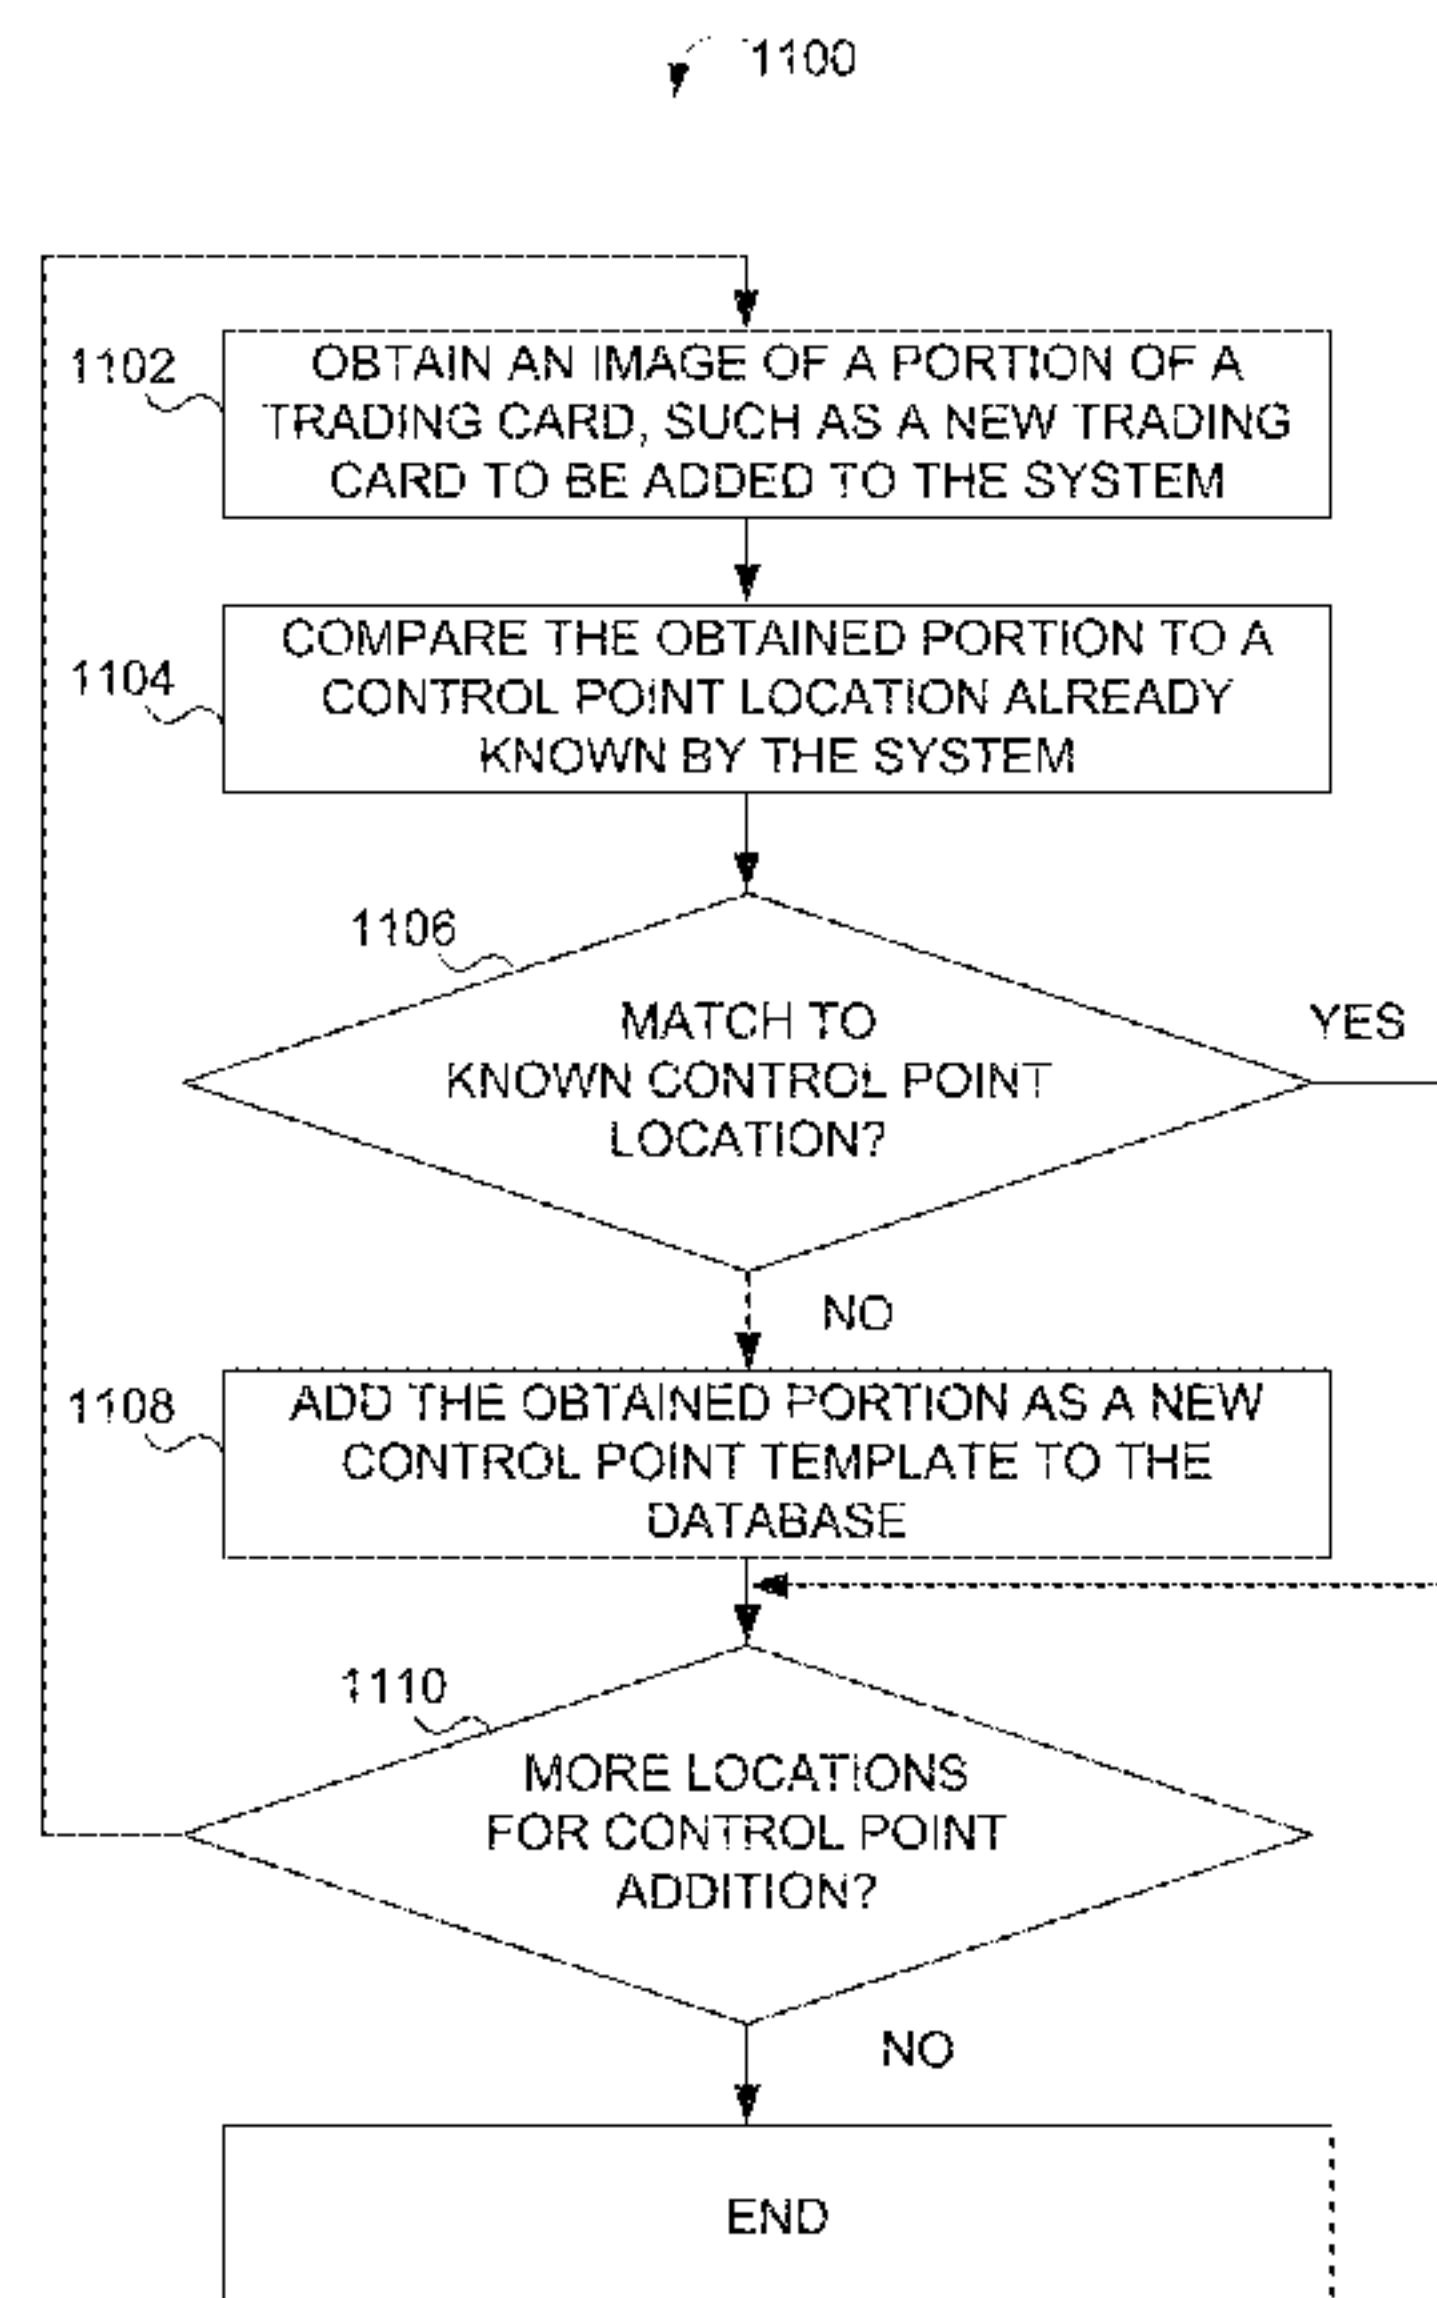 1100
1102
OBTAIN AN IMAGE OF A PORTION OF A
TRADING CARD, SUCH AS A NEW TRADING
CARD TO BE ADDED TO THE SYSTEM
1104
COMPARE THE OBTAINED PORTION TO A
CONTROL POINT LOCATION ALREADY
KNOWN BY THE SYSTEM
1106
MATCH TO
KNOWN CONTROL POINT
LOCATION?
YES
NO
1108
ADD THE OBTAINED PORTION AS A NEW
CONTROL POINT TEMPLATE TO THE
DATABASE
1110
MORE LOCATIONS
FOR CONTROL POINT
ADDITION?
NO
END